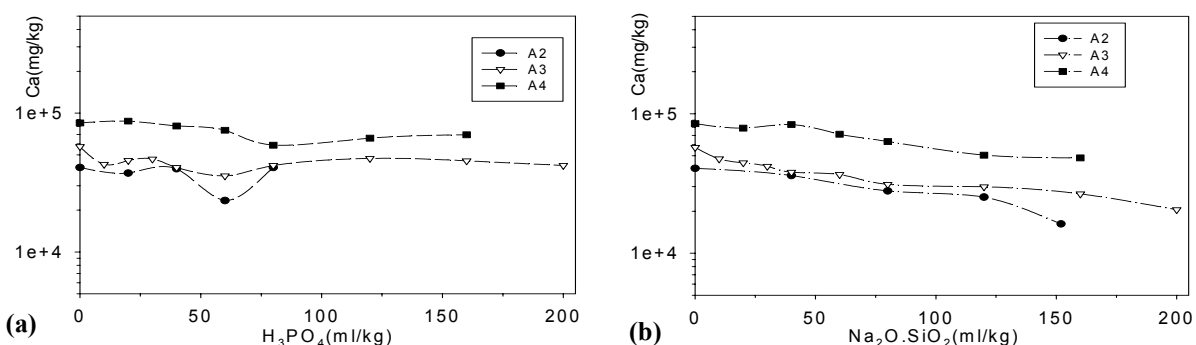 Ca(mg/kg)
1e+5
1e+4
A2
A3
A4
0 50 100 150 200
(a)
H₃PO₄(ml/kg)
Ca(mg/kg)
1e+5
1e+4
A2
A3
A4
0 50 100 150 200
(b)
Na₂O.SiO₂(ml/kg)